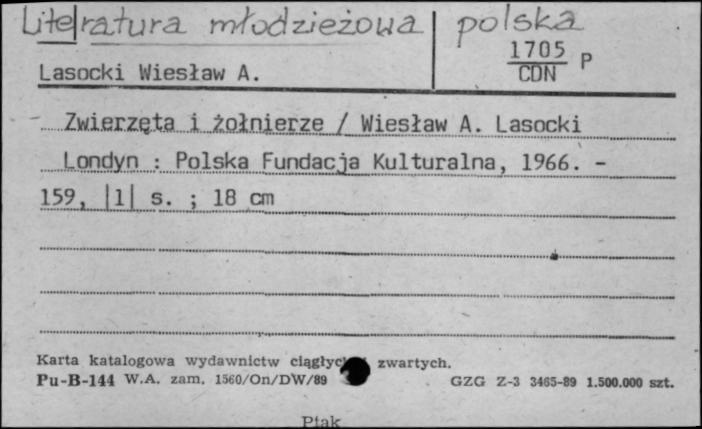 Literatura młodzieżowa | polska
1705 P
CDN
Lasocki Wiesław A.
Zwierzęta i żołnierze / Wiesław A. Lasocki
Londyn : Polska Fundacja Kulturalna, 1966. -
159, |1| s. ; 18 cm
Karta katalogowa wydawnictw ciągłyc zwartych.
Pu-B-144 W.A. zam. 1560/On/DW/89 GZG Z-3 3465-89 1.500.000 szt.
Ptak